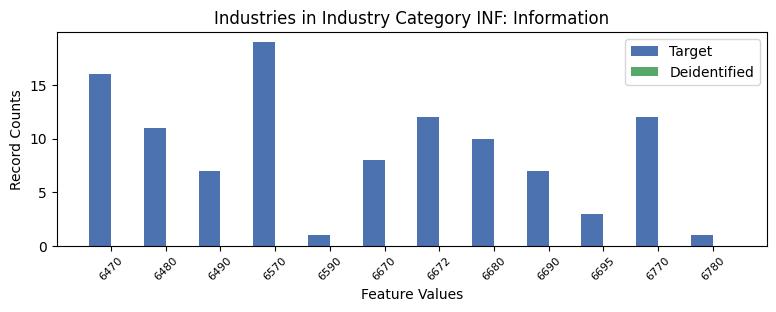 Industries in Industry Category INF: Information
Target
Deidentified
Record Counts
15
10
5
0
6470 6480 6490 6570 6590 6670 6672 6680 6690 6695 6770 6780
Feature Values